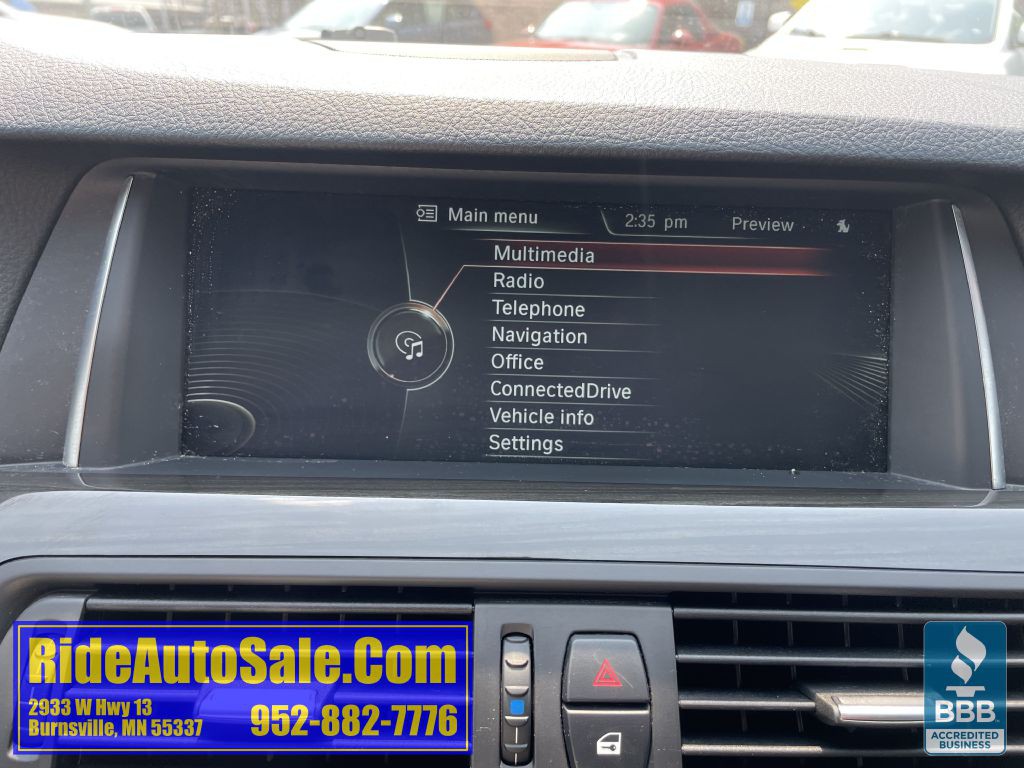 Main menu
2:35 pm
Preview
Multimedia
Radio
Telephone
Navigation
Office
ConnectedDrive
Vehicle info
Settings
RideAutoSale.Com
2933 W Hwy 13
Burnsville, MN 55337
952-882-7776
BBB
ACCREDITED
BUSINESS